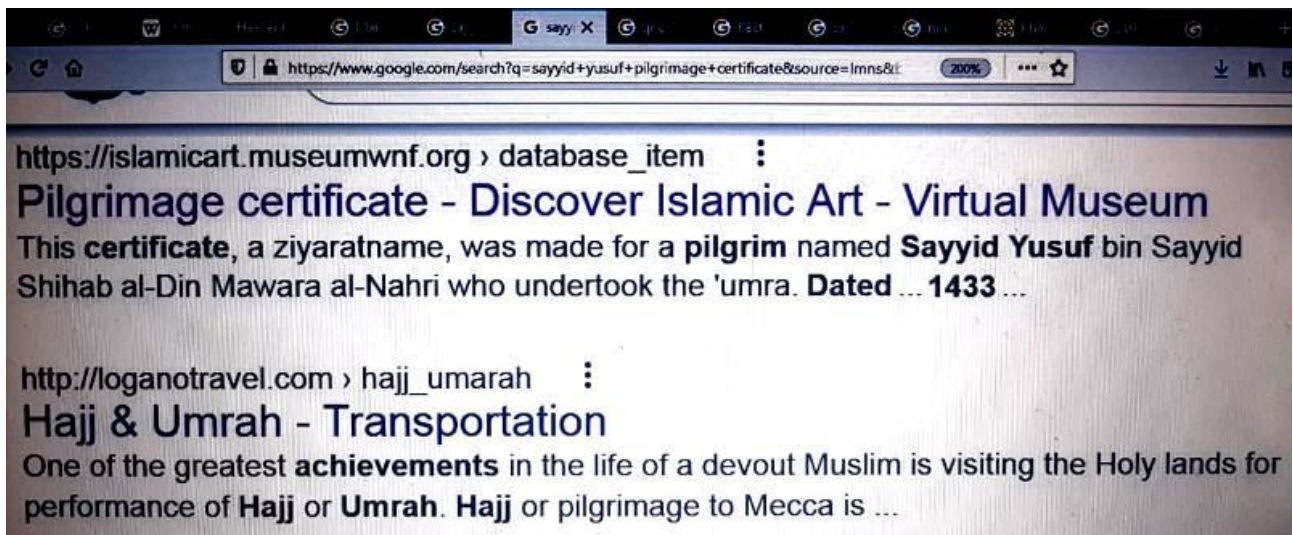 G sayy X
https://www.google.com/search?q=sayyid+yusuf+pilgrimage+certificate&source=lmns&t
200%
https://islamicart.museumwnf.org › database_item
Pilgrimage certificate - Discover Islamic Art - Virtual Museum
This certificate, a ziyaratname, was made for a pilgrim named Sayyid Yusuf bin Sayyid
Shihab al-Din Mawara al-Nahri who undertook the 'umra. Dated ... 1433 ...
http://loganotravel.com › hajj_umarah
Hajj & Umrah - Transportation
One of the greatest achievements in the life of a devout Muslim is visiting the Holy lands for
performance of Hajj or Umrah. Hajj or pilgrimage to Mecca is ...